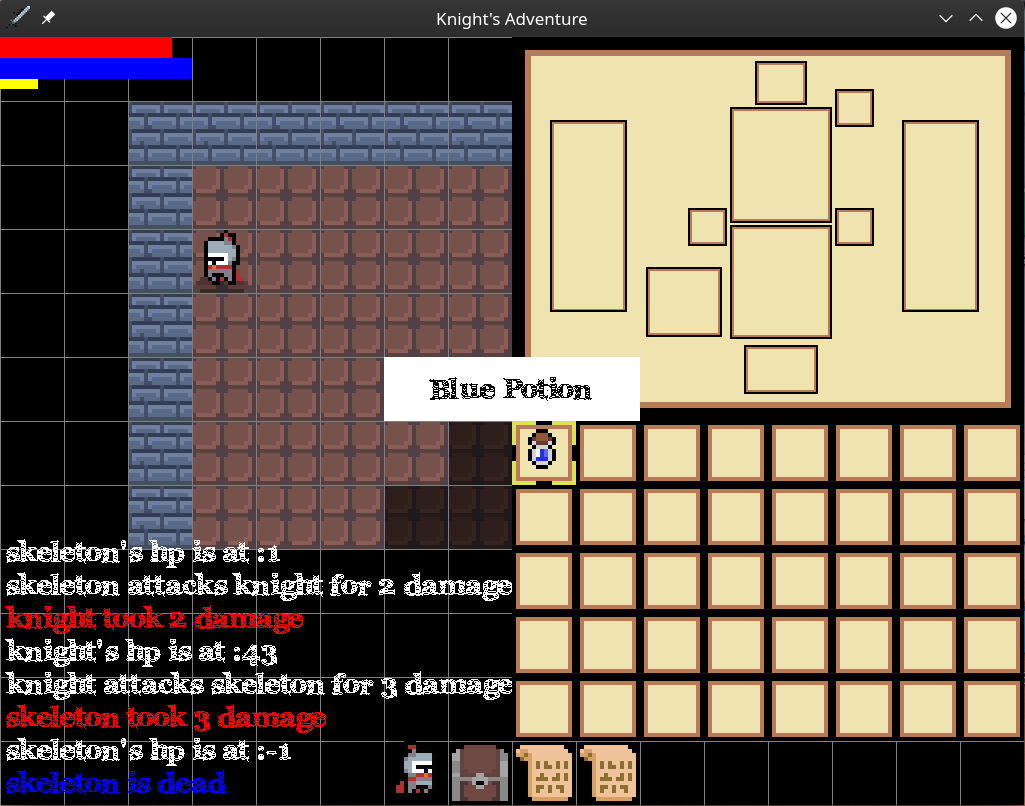 Knight's Adventure
Blue Potion
skeleton's hp is at :1
skeleton attacks knight for 2 damage
knight took 2 damage
knight's hp is at :43
knight attacks skeleton for 3 damage
skeleton took 3 damage
skeleton's hp is at :-1
skeleton is dead